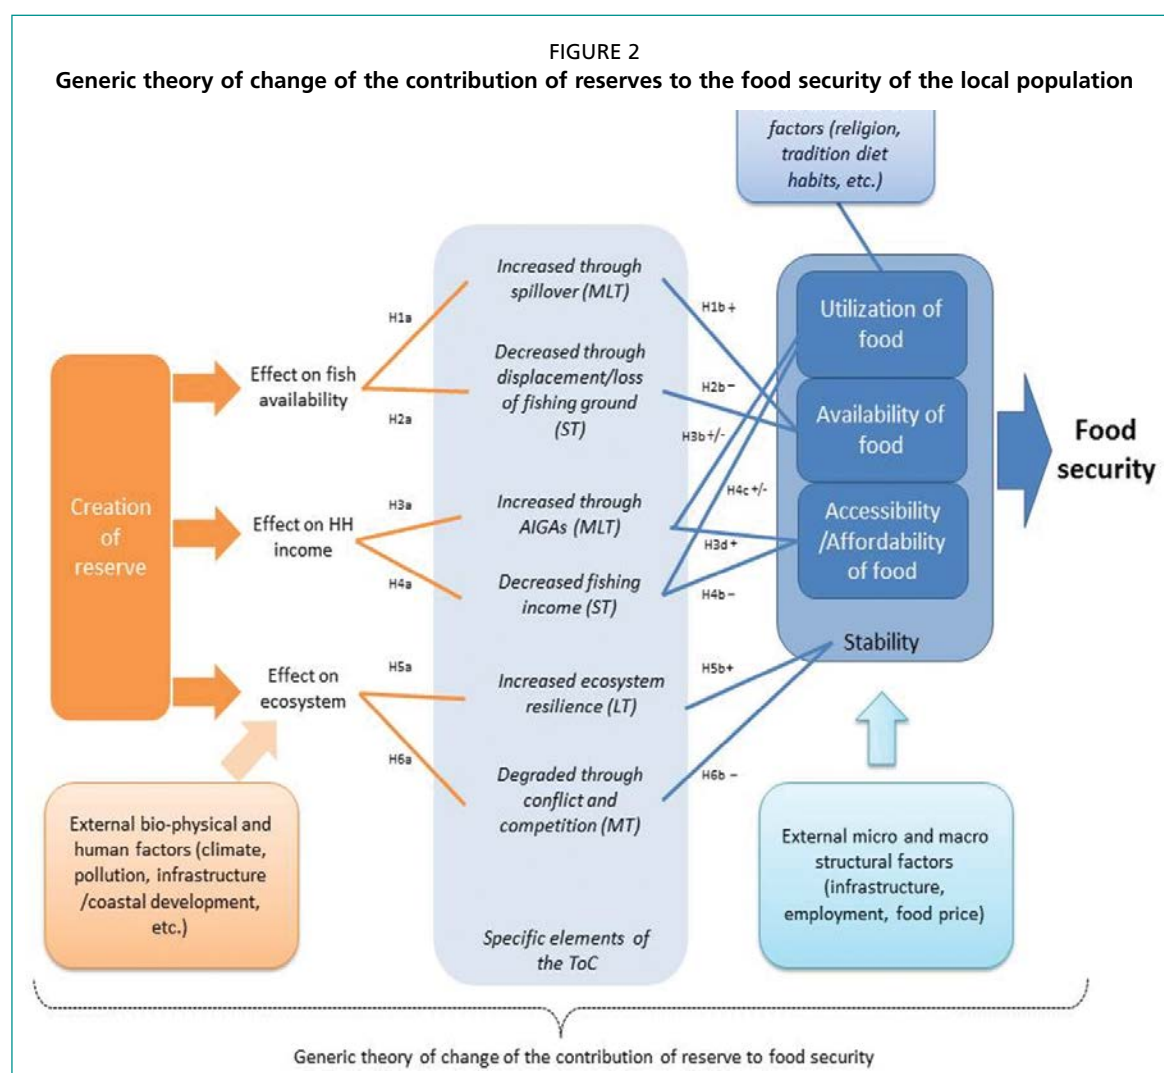 FIGURE 2
Generic theory of change of the contribution of reserves to the food security of the local population
factors (religion,
tradition diet
habits, etc.)
Creation
of
reserve
Effect on fish
availability
Effect on HH
income
Effect on
ecosystem
H1a
H2a
H3a
H4a
H5a
H6a
Increased through
spillover (MLT)
Decreased through
displacement/loss
of fishing ground
(ST)
Increased through
AIGAs (MLT)
Decreased fishing
income (ST)
Increased ecosystem
resilience (LT)
Degraded through
conflict and
competition (MT)
Specific elements of
the ToC
H1b+
H2b–
H3b+/-
H4c+/-
H3d+
H4b–
H5b+
H6b–
Utilization of
food
Availability of
food
Accessibility
/Affordability
of food
Stability
Food
security
External bio-physical and
human factors (climate,
pollution, infrastructure
/coastal development,
etc.)
External micro and macro
structural factors
(infrastructure,
employment, food price)
Generic theory of change of the contribution of reserve to food security